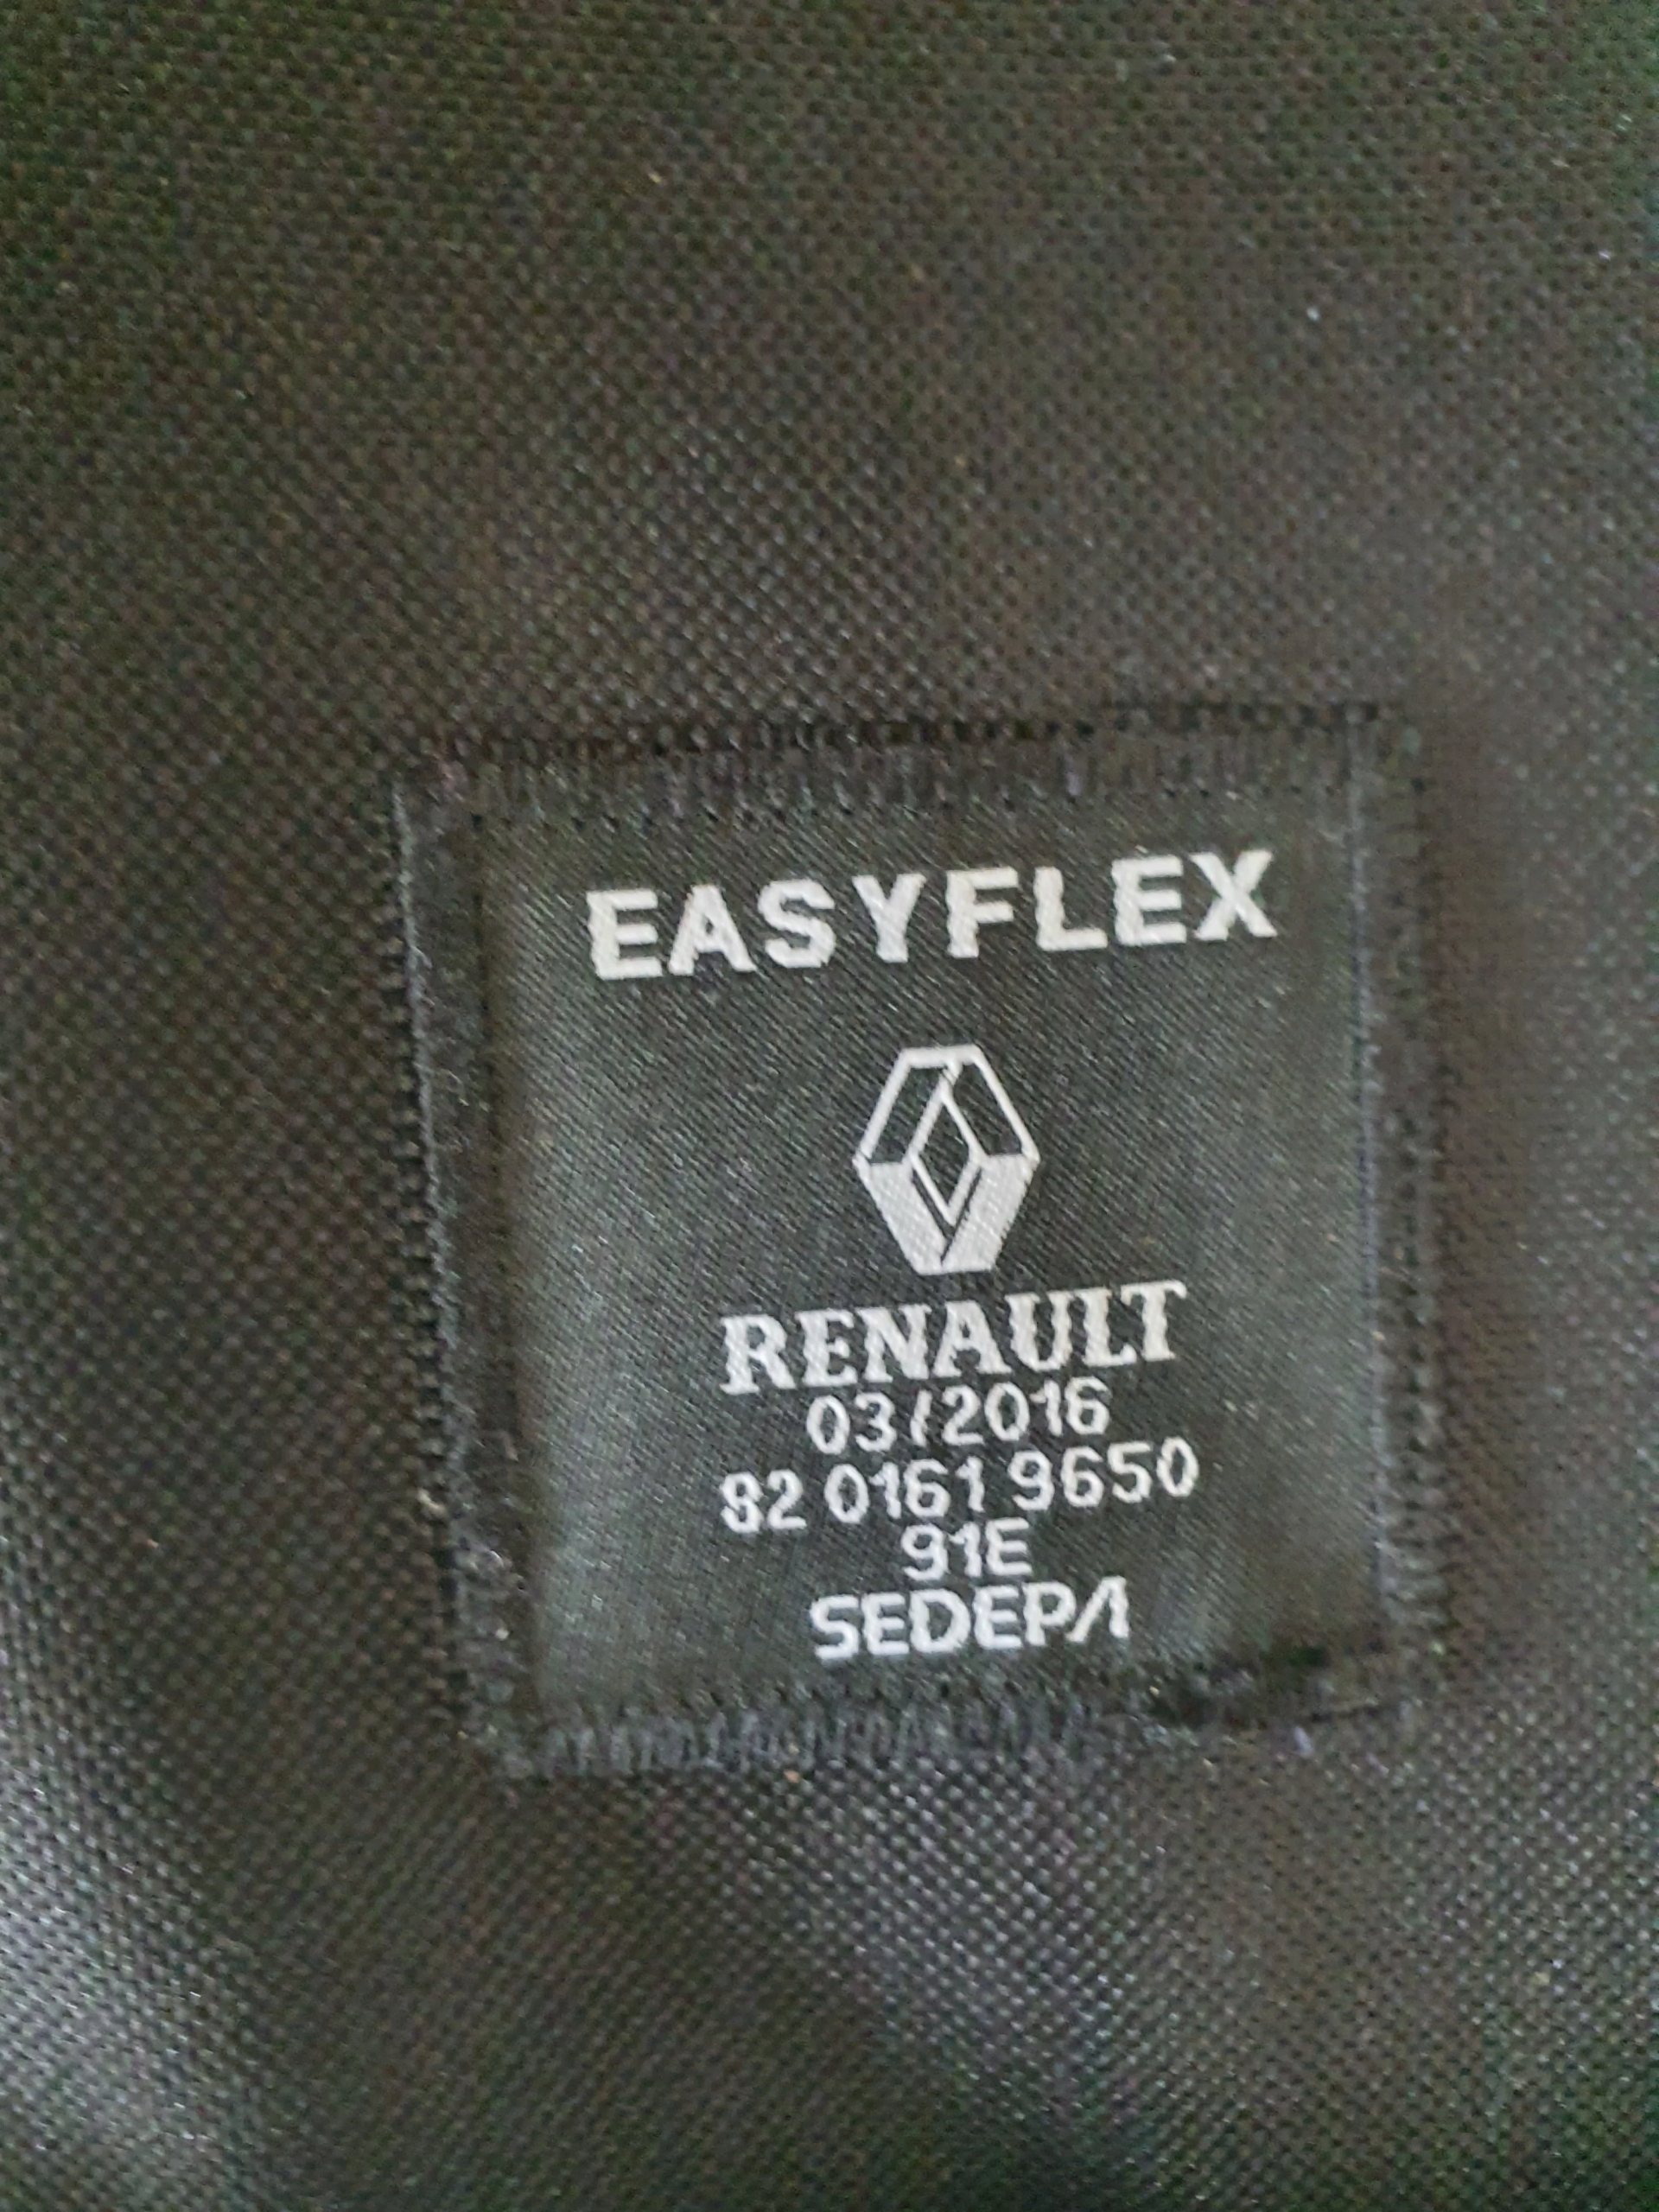 EASYFLEX
RENAULT
03/2016
82 0161 9650
91E
SEDEPA